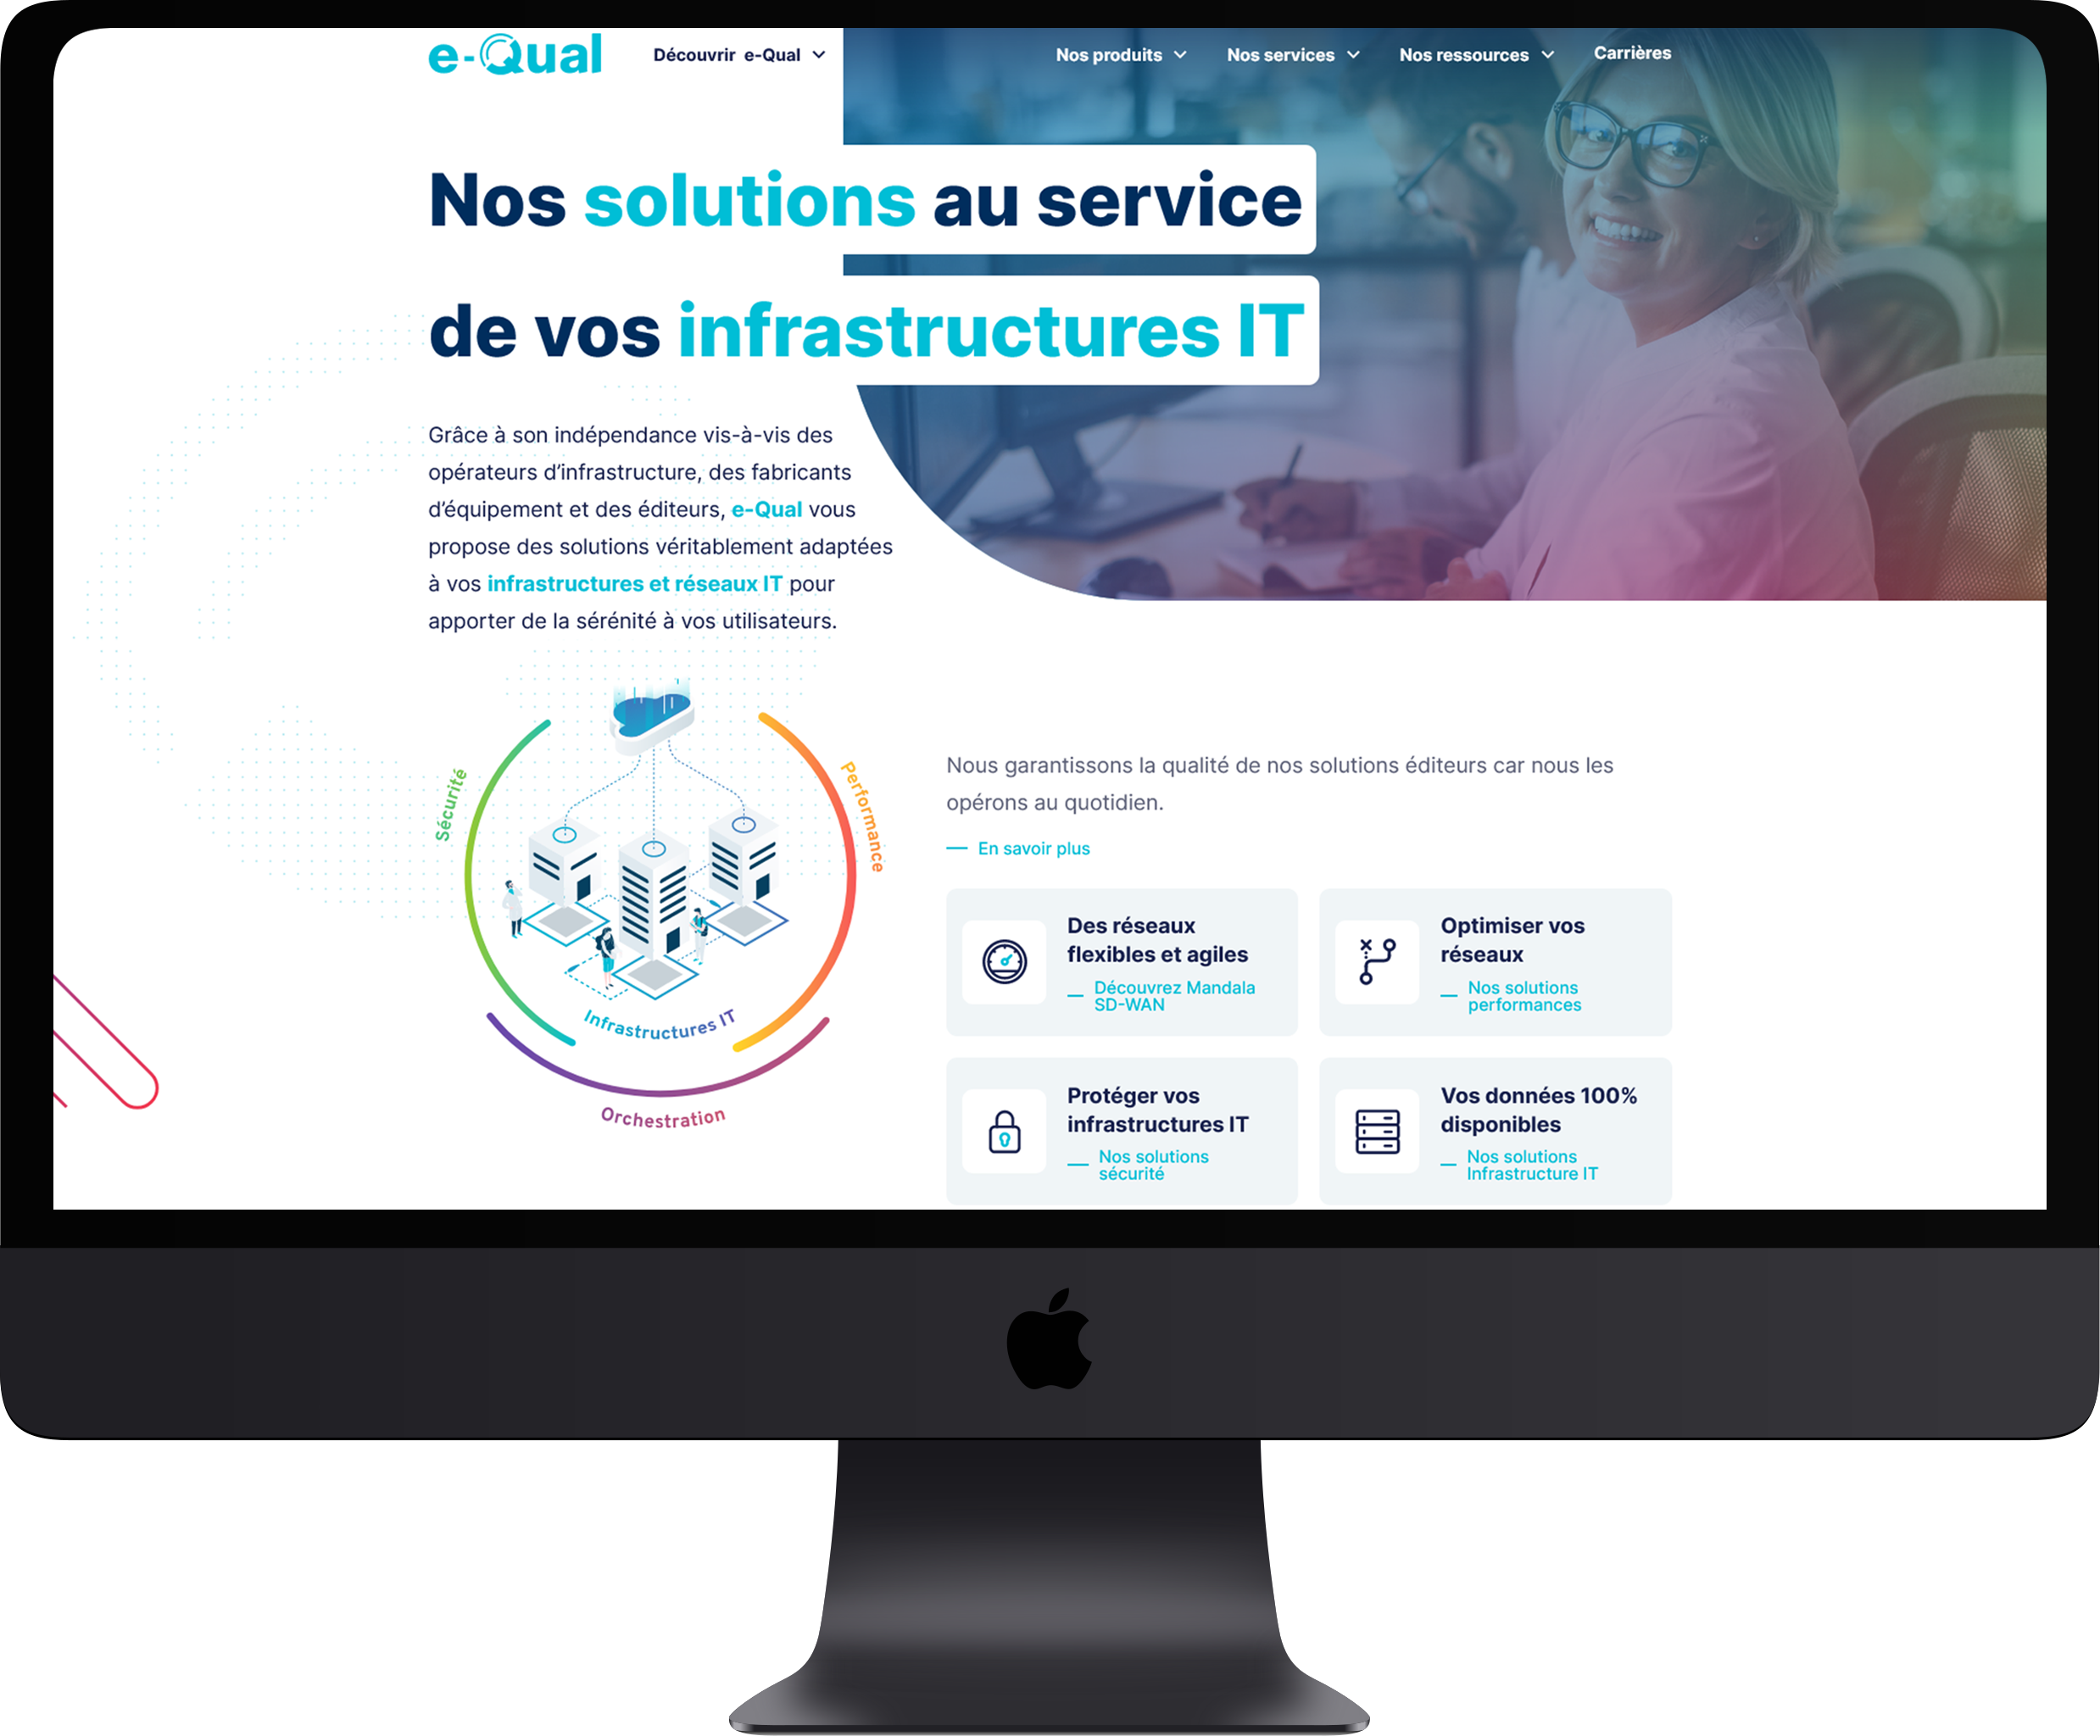 e-Qual
Découvrir e-Qual
Nos produits
Nos services
Nos ressources
Carrières
Nos solutions au service
de vos infrastructures IT
Grâce à son indépendance vis-à-vis des
opérateurs d’infrastructure, des fabricants
d’équipement et des éditeurs, e-Qual vous
propose des solutions véritablement adaptées
à vos infrastructures et réseaux IT pour
apporter de la sérénité à vos utilisateurs.
Sécurité
Performance
Infrastructures IT
Orchestration
Nous garantissons la qualité de nos solutions éditeurs car nous les
opérons au quotidien.
En savoir plus
Des réseaux
flexibles et agiles
Découvrez Mandala
SD-WAN
Optimiser vos
réseaux
Nos solutions
performances
Protéger vos
infrastructures IT
Nos solutions
sécurité
Vos données 100%
disponibles
Nos solutions
Infrastructure IT